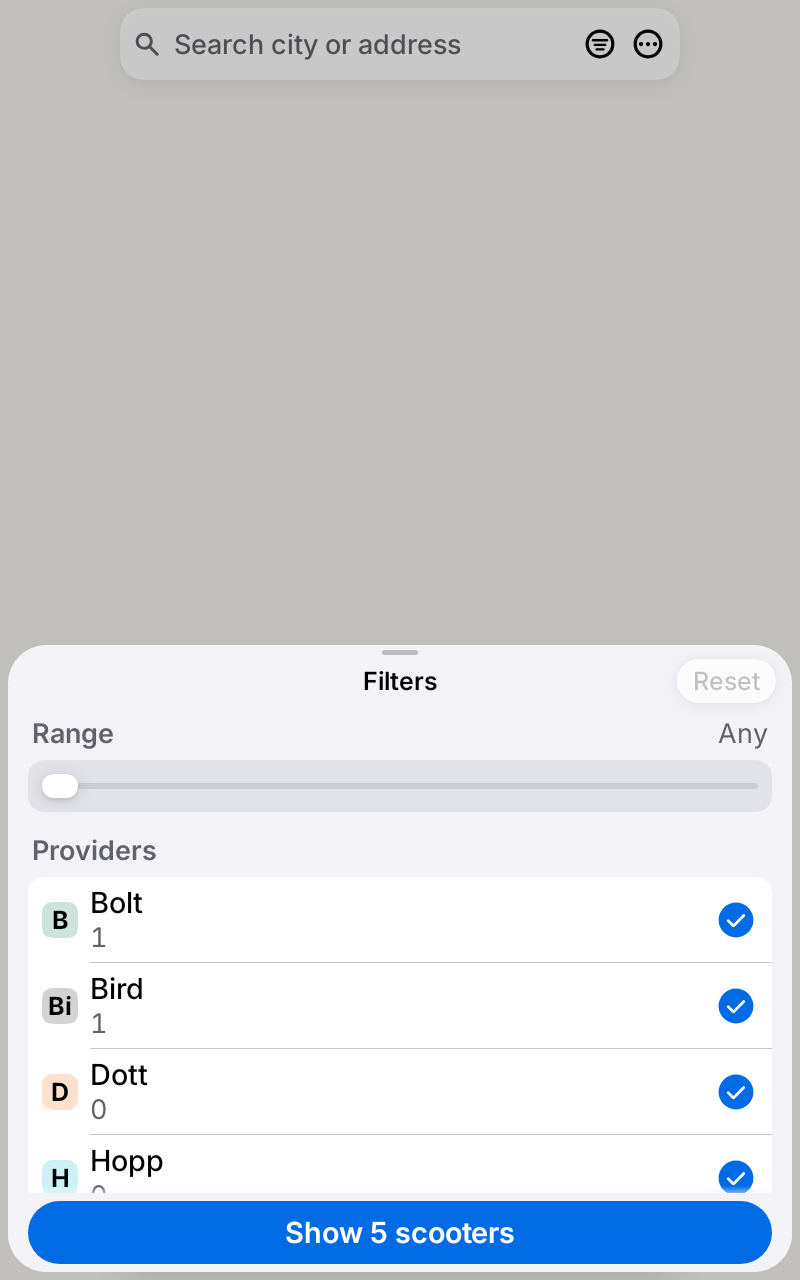 Search city or address
Filters
Reset
Range
Any
Providers
B
Bolt
1
Bi
Bird
1
D
Dott
0
H
Hopp
Show 5 scooters